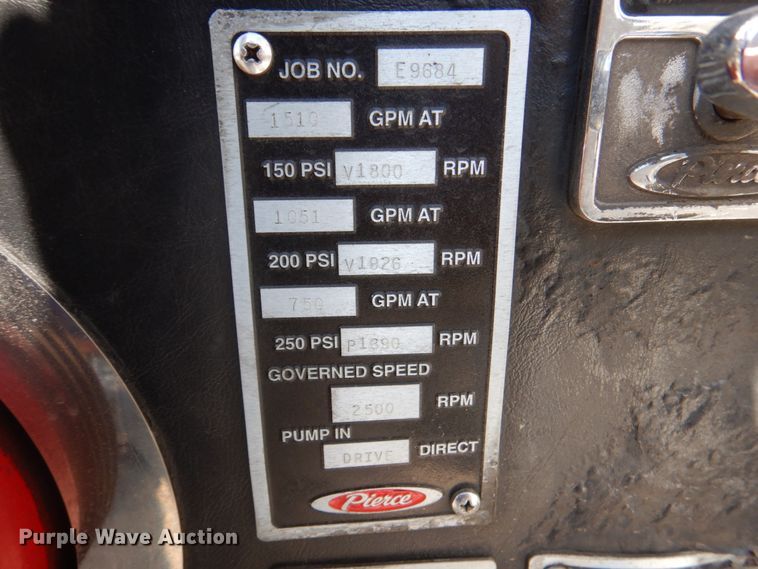 JOB NO. E9684
1510 GPM AT
150 PSI V1800 RPM
1051 GPM AT
200 PSI V1926 RPM
750 GPM AT
250 PSI P1890 RPM
GOVERNED SPEED
2500 RPM
PUMP IN
DRIVE DIRECT
Pierce
Purple Wave Auction